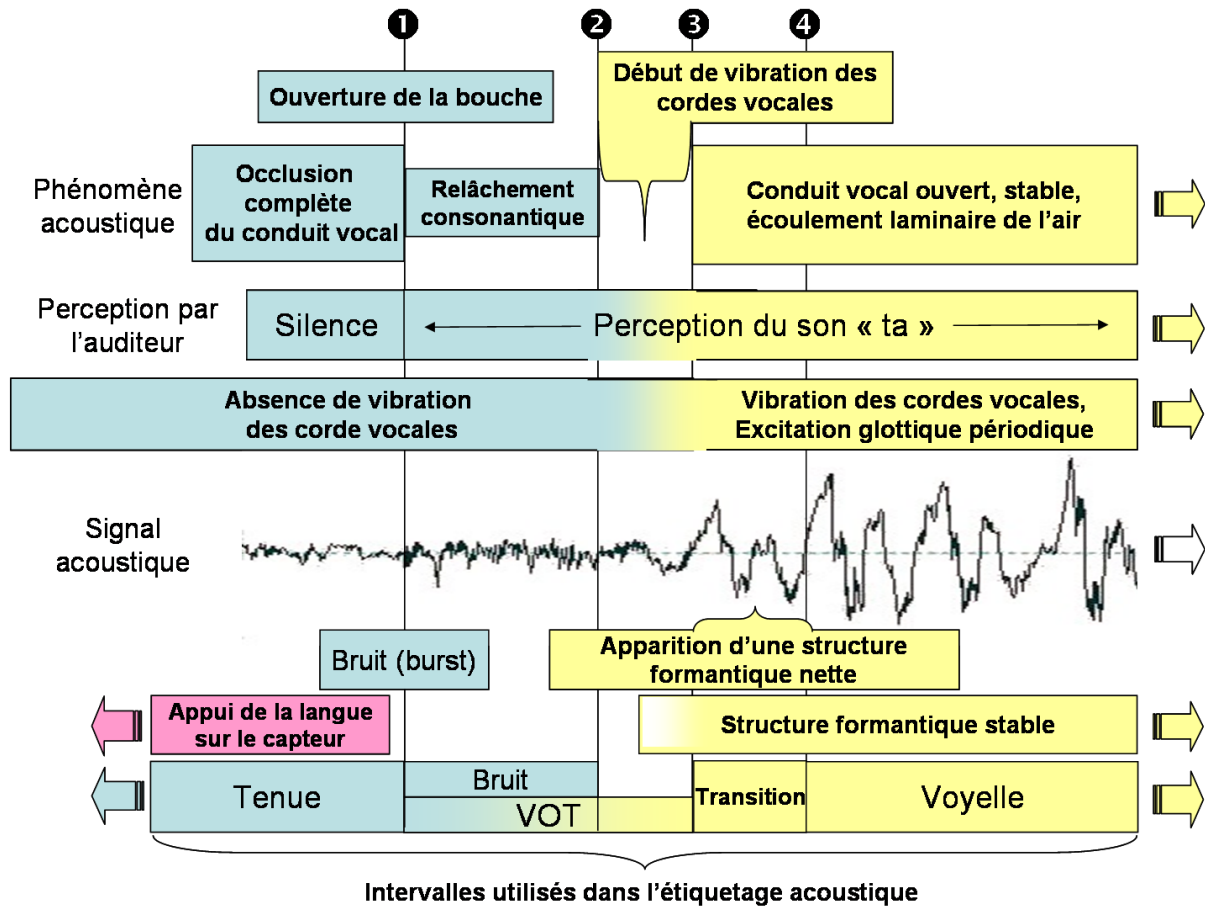 1 2 3 4
Début de vibration des
cordes vocales
Ouverture de la bouche
Phénomène
acoustique
Occlusion
complète
du conduit vocal
Relâchement
consonantique
Conduit vocal ouvert, stable,
écoulement laminaire de l’air
Perception par
l’auditeur
Silence
Perception du son « ta »
Absence de vibration
des corde vocales
Vibration des cordes vocales,
Excitation glottique périodique
Signal
acoustique
Bruit (burst)
Apparition d’une structure
formantique nette
Appui de la langue
sur le capteur
Structure formantique stable
Tenue
Bruit
VOT
Transition
Voyelle
Intervalles utilisés dans l’étiquetage acoustique